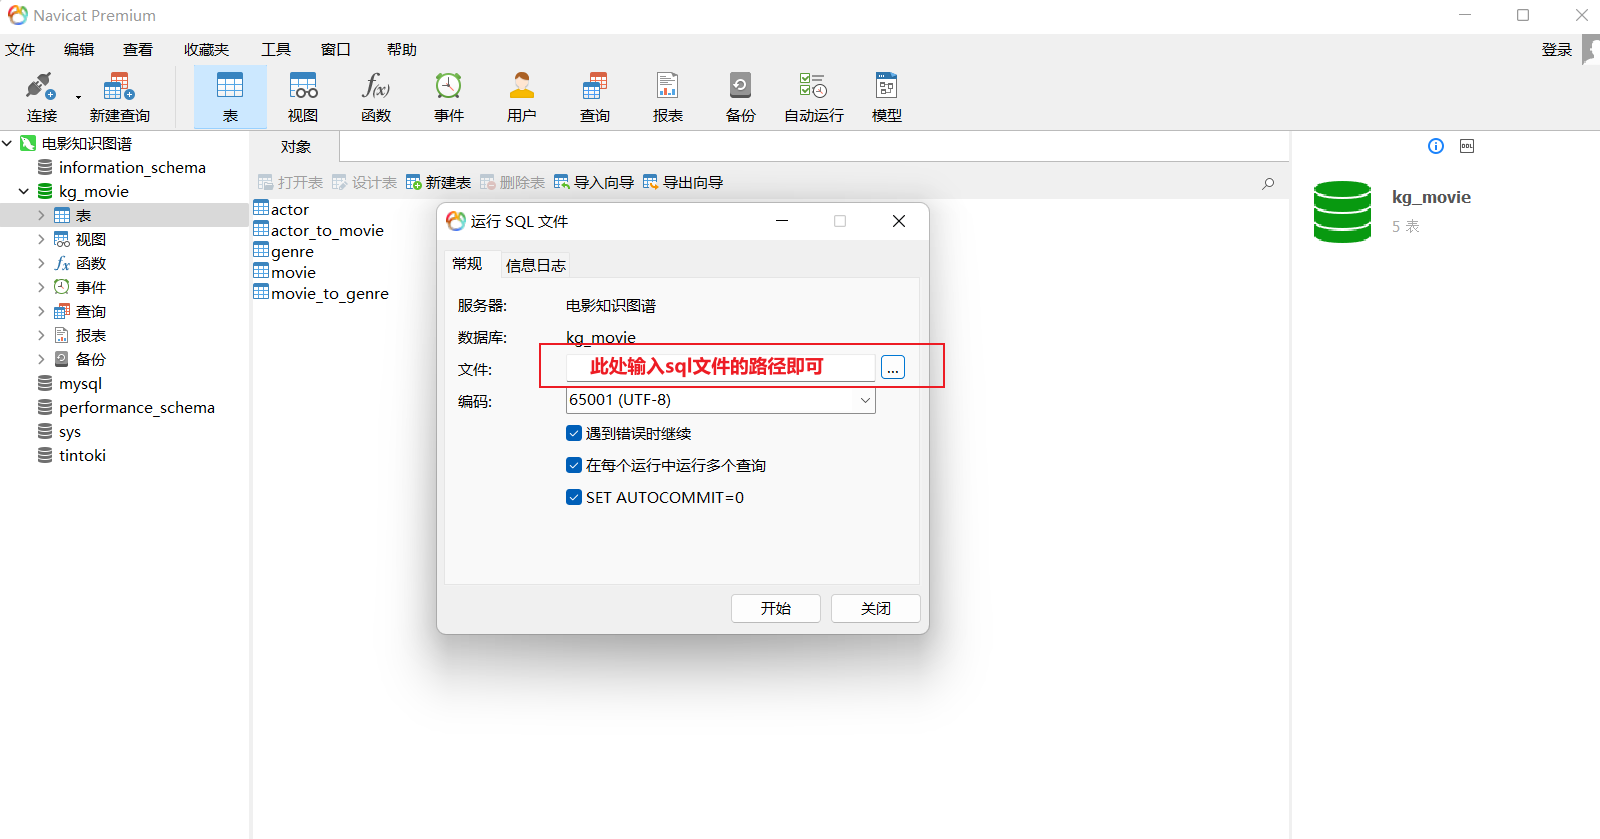 Navicat Premium
文件 编辑 查看 收藏夹 工具 窗口 帮助 登录
连接 新建查询 表 视图 函数 事件 用户 查询 报表 备份 自动运行 模型
电影知识图谱
information_schema
kg_movie
表
视图
函数
事件
查询
报表
备份
mysql
performance_schema
sys
tintoki
对象
打开表 设计表 新建表 删除表 导入向导 导出向导
actor
actor_to_movie
genre
movie
movie_to_genre
运行 SQL 文件
常规 信息日志
服务器: 电影知识图谱
数据库: kg_movie
文件: 此处输入sql文件的路径即可 ...
编码: 65001 (UTF-8)
遇到错误时继续
在每个运行中运行多个查询
SET AUTOCOMMIT=0
开始 关闭
DDL
kg_movie
5 表